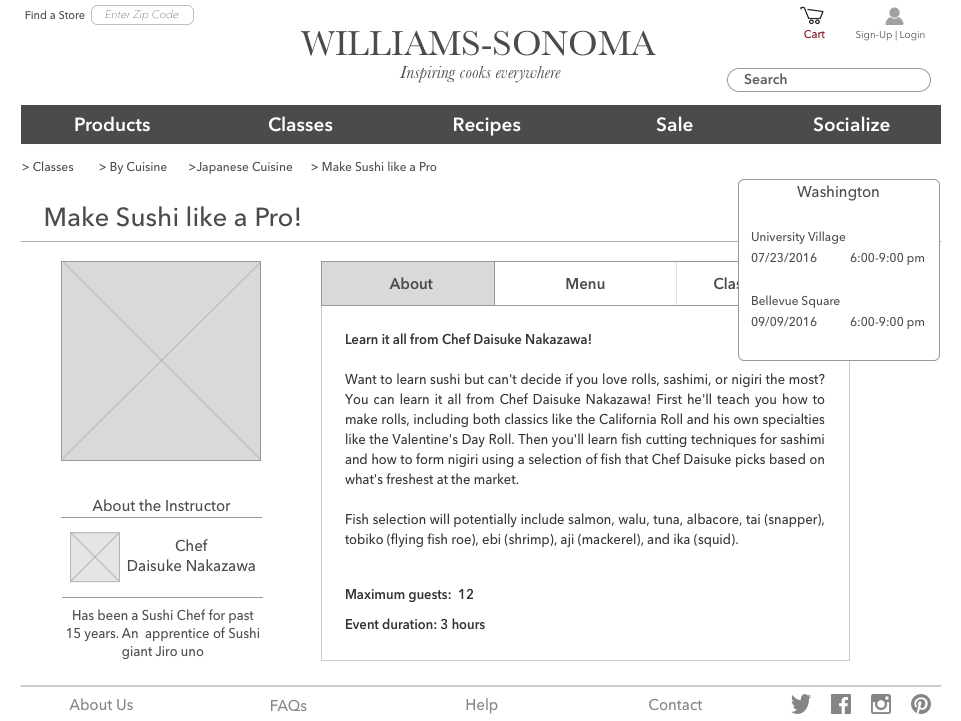 Find a Store
Enter Zip Code
Cart
Sign-Up | Login
WILLIAMS-SONOMA
Inspiring cooks everywhere
Search
Products
Classes
Recipes
Sale
Socialize
> Classes
> By Cuisine
>Japanese Cuisine
> Make Sushi like a Pro
Make Sushi like a Pro!
Washington
University Village
07/23/2016 6:00-9:00 pm
Bellevue Square
09/09/2016 6:00-9:00 pm
About
Menu
Learn it all from Chef Daisuke Nakazawa!
Want to learn sushi but can't decide if you love rolls, sashimi, or nigiri the most?
You can learn it all from Chef Daisuke Nakazawa! First he'll teach you how to
make rolls, including both classics like the California Roll and his own specialties
like the Valentine's Day Roll. Then you'll learn fish cutting techniques for sashimi
and how to form nigiri using a selection of fish that Chef Daisuke picks based on
what's freshest at the market.
Fish selection will potentially include salmon, walu, tuna, albacore, tai (snapper),
tobiko (flying fish roe), ebi (shrimp), aji (mackerel), and ika (squid).
Maximum guests: 12
Event duration: 3 hours
About the Instructor
Chef
Daisuke Nakazawa
Has been a Sushi Chef for past
15 years. An apprentice of Sushi
giant Jiro uno
About Us
FAQs
Help
Contact